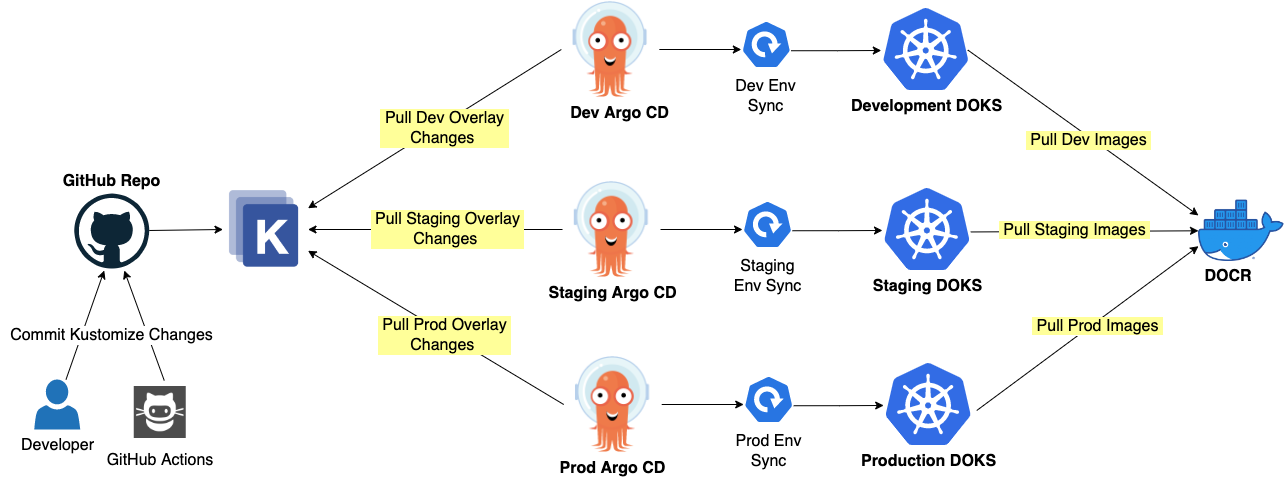 Dev Argo CD
Dev Env
Sync
Development DOKS
Pull Dev Overlay
Changes
Pull Dev Images
GitHub Repo
K
Pull Staging Overlay
Changes
Staging Argo CD
Staging
Env Sync
Staging DOKS
Pull Staging Images
DOCR
Commit Kustomize Changes
Pull Prod Overlay
Changes
Pull Prod Images
Developer
GitHub Actions
Prod Argo CD
Prod Env
Sync
Production DOKS